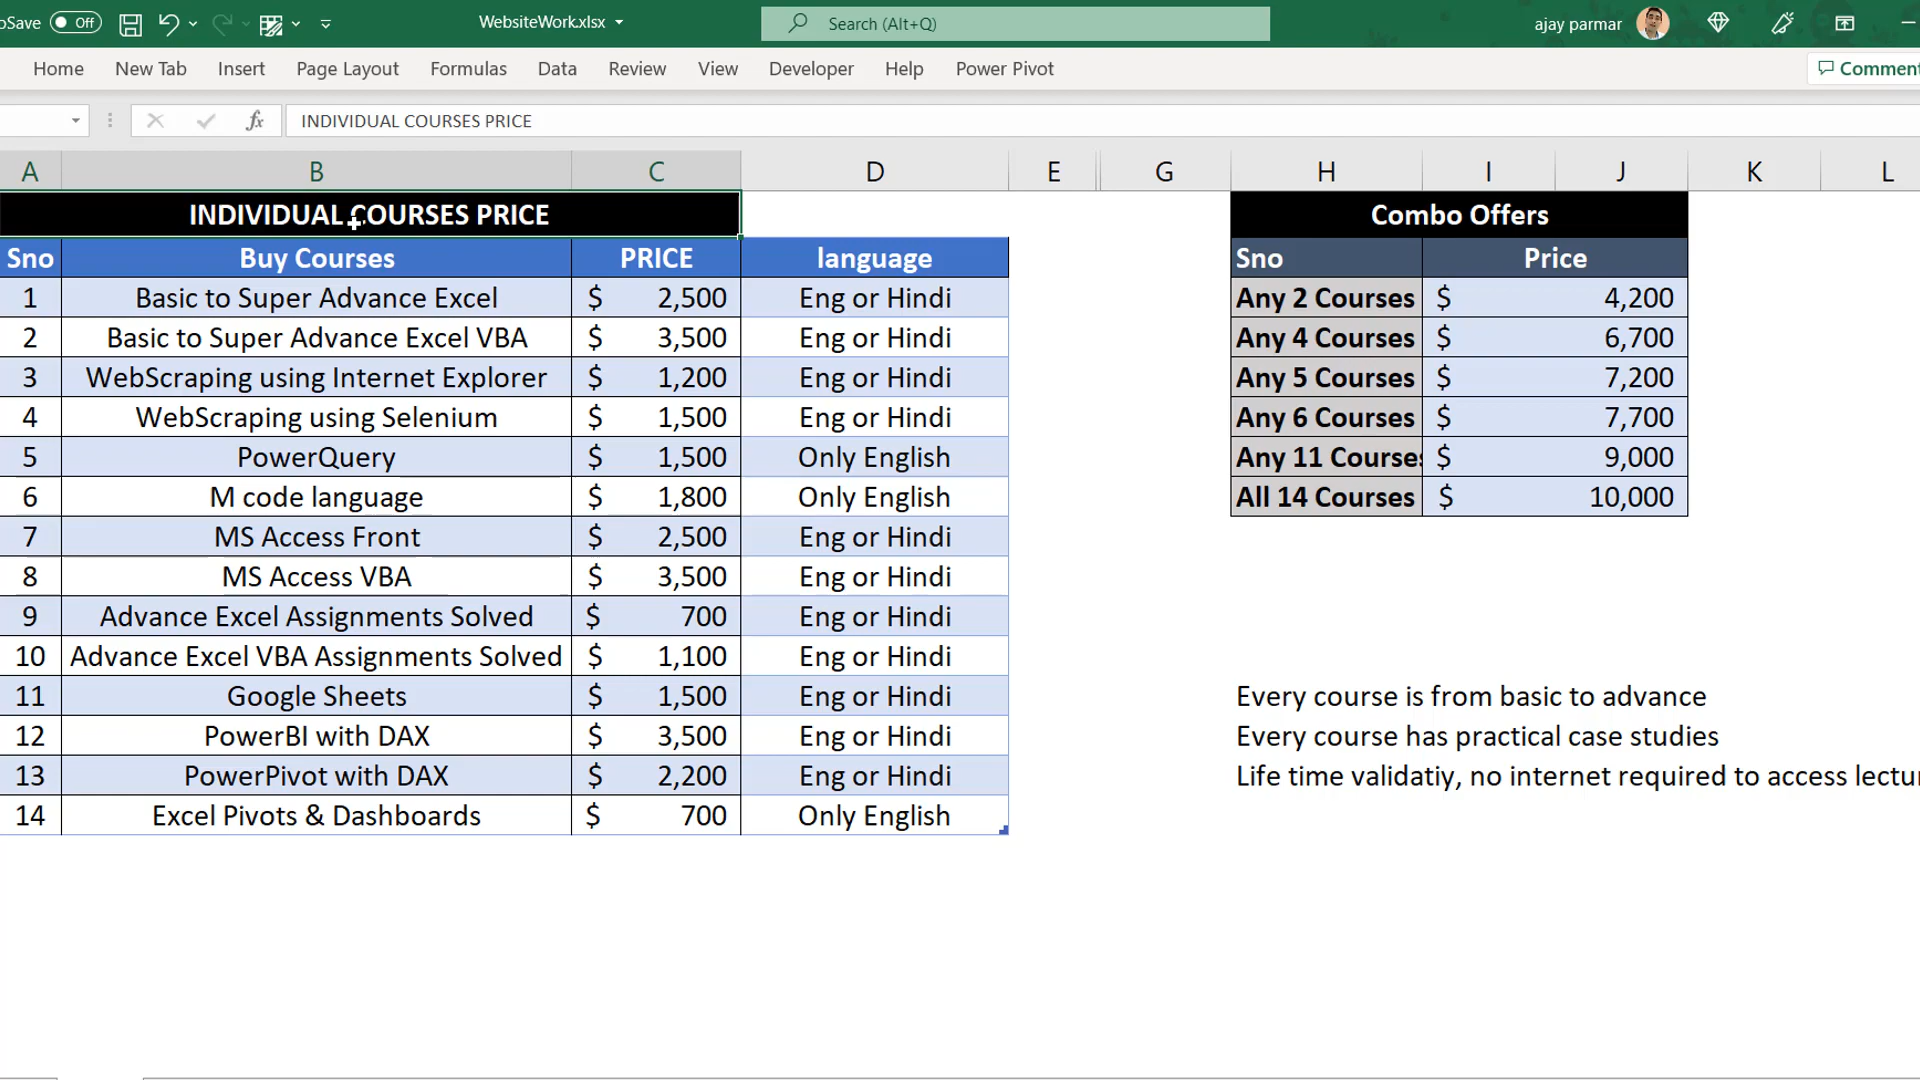 oSave Off WebsiteWork.xlsx Search (Alt+Q) ajay parmar
Home New Tab Insert Page Layout Formulas Data Review View Developer Help Power Pivot Comment
fx INDIVIDUAL COURSES PRICE
A B C D E G H I J K L
INDIVIDUAL COURSES PRICE
Sno Buy Courses PRICE language
1 Basic to Super Advance Excel $ 2,500 Eng or Hindi
2 Basic to Super Advance Excel VBA $ 3,500 Eng or Hindi
3 WebScraping using Internet Explorer $ 1,200 Eng or Hindi
4 WebScraping using Selenium $ 1,500 Eng or Hindi
5 PowerQuery $ 1,500 Only English
6 M code language $ 1,800 Only English
7 MS Access Front $ 2,500 Eng or Hindi
8 MS Access VBA $ 3,500 Eng or Hindi
9 Advance Excel Assignments Solved $ 700 Eng or Hindi
10 Advance Excel VBA Assignments Solved $ 1,100 Eng or Hindi
11 Google Sheets $ 1,500 Eng or Hindi
12 PowerBI with DAX $ 3,500 Eng or Hindi
13 PowerPivot with DAX $ 2,200 Eng or Hindi
14 Excel Pivots & Dashboards $ 700 Only English
Combo Offers
Sno Price
Any 2 Courses $ 4,200
Any 4 Courses $ 6,700
Any 5 Courses $ 7,200
Any 6 Courses $ 7,700
Any 11 Courses $ 9,000
All 14 Courses $ 10,000
Every course is from basic to advance
Every course has practical case studies
Life time validatiy, no internet required to access lectu